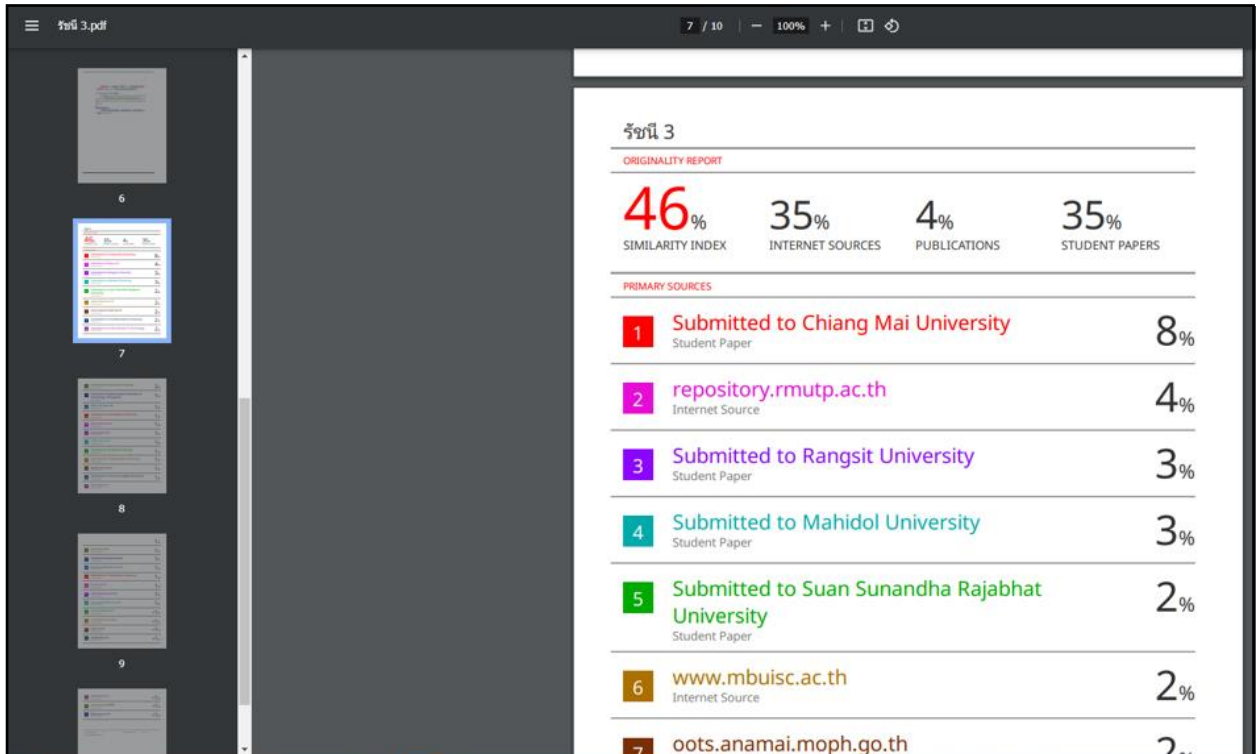 รัชนี 3.pdf
7 / 10 | − 100% + |
6
7
8
9
รัชนี 3
ORIGINALITY REPORT
46% 35% 4% 35%
SIMILARITY INDEX INTERNET SOURCES PUBLICATIONS STUDENT PAPERS
PRIMARY SOURCES
1 Submitted to Chiang Mai University 8%
Student Paper
2 repository.rmutp.ac.th 4%
Internet Source
3 Submitted to Rangsit University 3%
Student Paper
4 Submitted to Mahidol University 3%
Student Paper
5 Submitted to Suan Sunandha Rajabhat 2%
University
Student Paper
6 www.mbuisc.ac.th 2%
Internet Source
7 oots.anamai.moph.go.th 2%